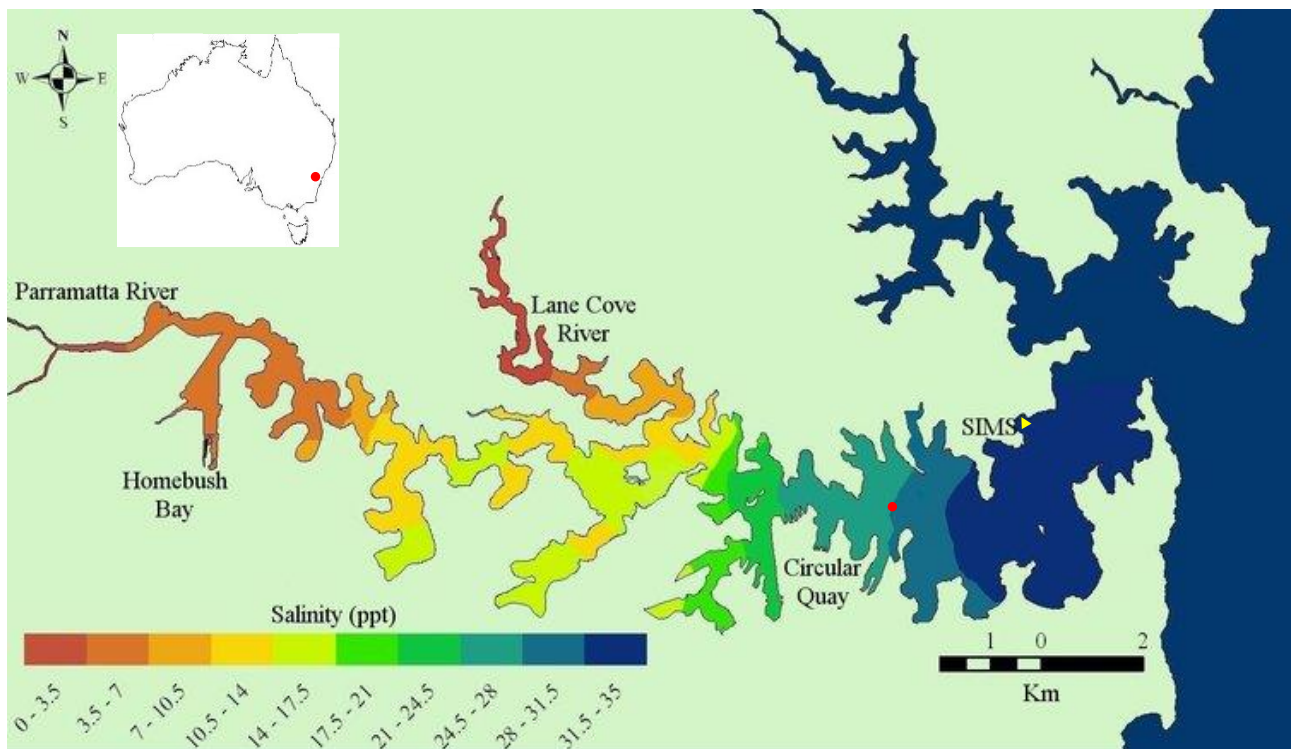 N
W E
S
Parramatta River
Lane Cove
River
SIMS
Homebush
Bay
Circular
Quay
Salinity (ppt)
0 - 3.5
3.5 - 7
7 - 10.5
10.5 - 14
14 - 17.5
17.5 - 21
21 - 24.5
24.5 - 28
28 - 31.5
31.5 - 35
1 0 2
Km